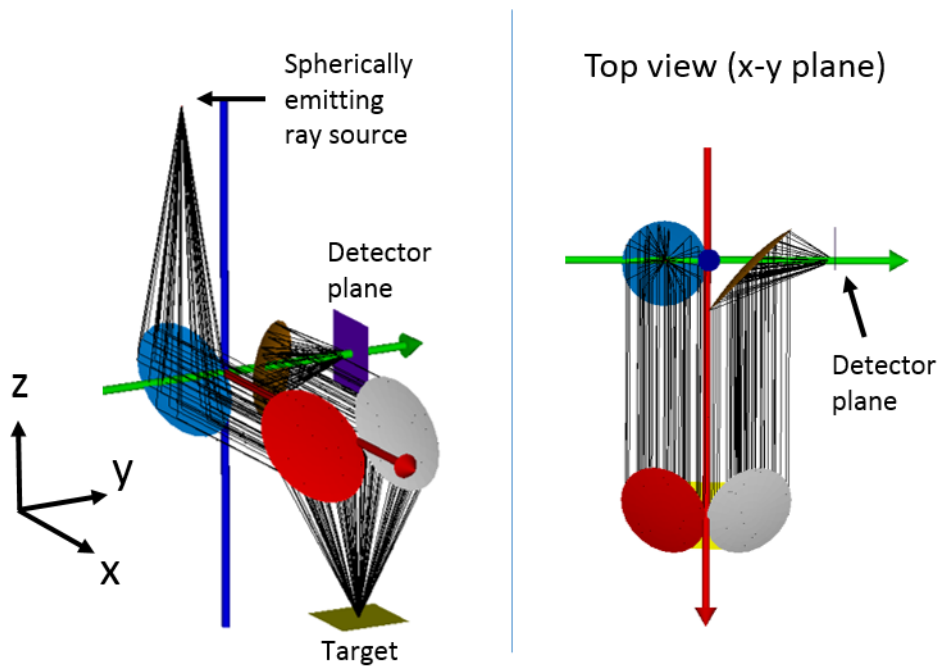 Spherically
emitting
ray source
Detector
plane
z
y
x
Target
Top view (x-y plane)
Detector
plane